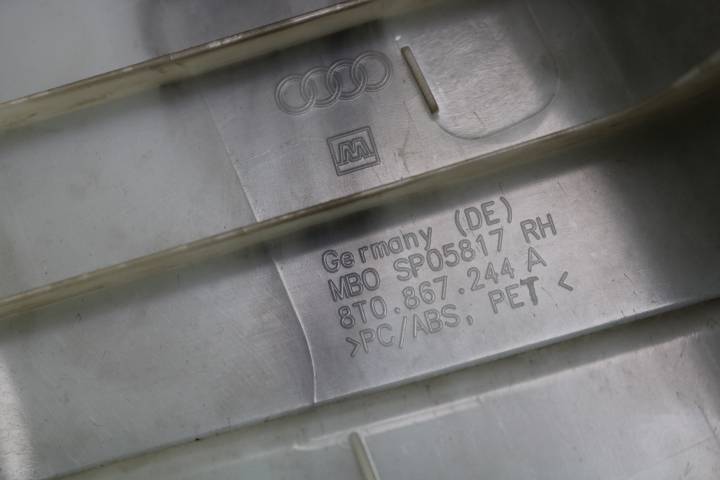 M
Germany (DE)
MBO SP05817 RH
8T0.867.244 A
>PC/ABS, PET<